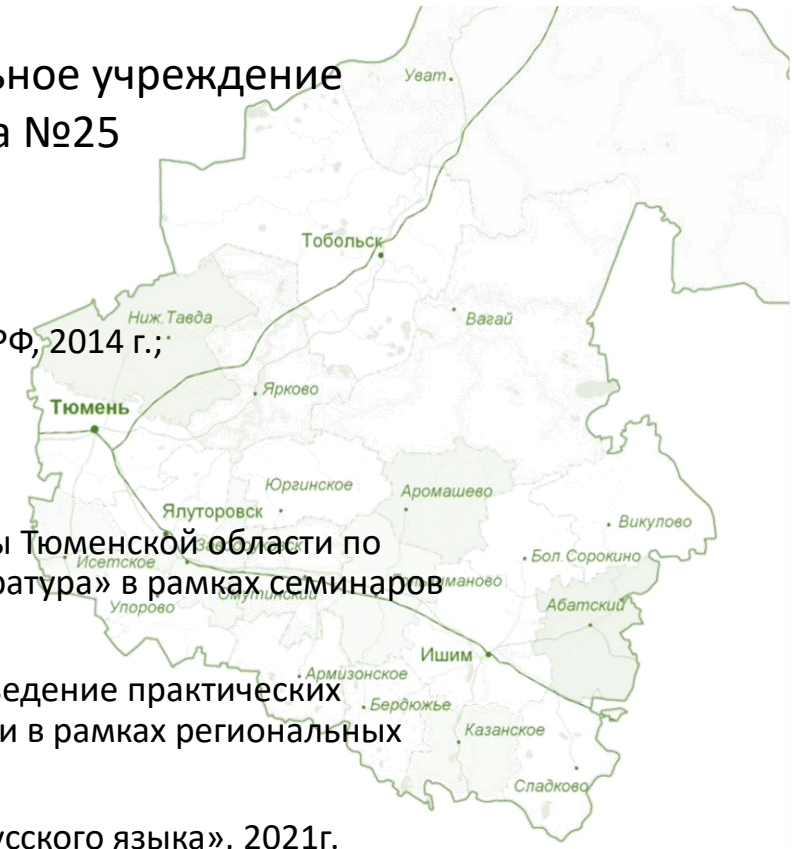 ьное учреждение
а №25
РФ, 2014 г.;
ы Тюменской области по
ратура» в рамках семинаров
ведение практических
и в рамках региональных
усского языка», 2021г.
Уват
Тобольск
Ниж.Тавда
Вагай
Ярково
Тюмень
Юргинское
Аромашево
Ялуторовск
Викулово
Исетское
Бол.Сорокино
Упорово
Омутинский
Абатский
Ишим
Армизонское
Бердюжье
Казанское
Сладково